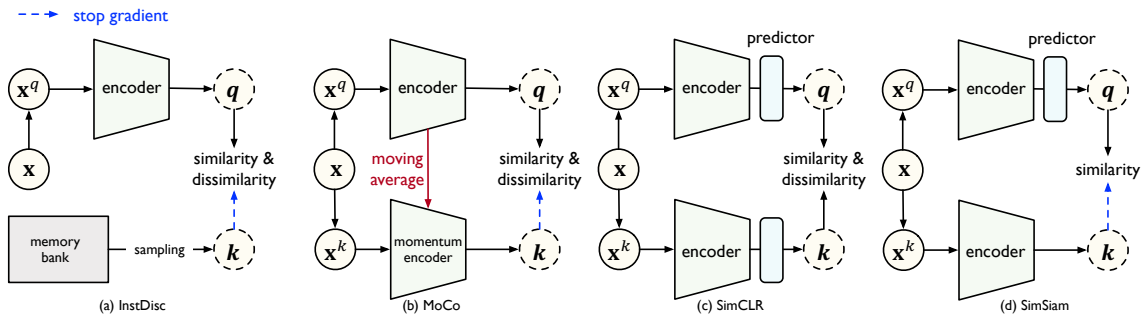 stop gradient
x^q
encoder
q
x
similarity &
dissimilarity
memory
bank
sampling
k
(a) InstDisc
x^q
encoder
q
x
moving
average
similarity &
dissimilarity
x^k
momentum
encoder
k
(b) MoCo
predictor
x^q
encoder
q
x
similarity &
dissimilarity
x^k
encoder
k
(c) SimCLR
predictor
x^q
encoder
q
x
similarity
x^k
encoder
k
(d) SimSiam